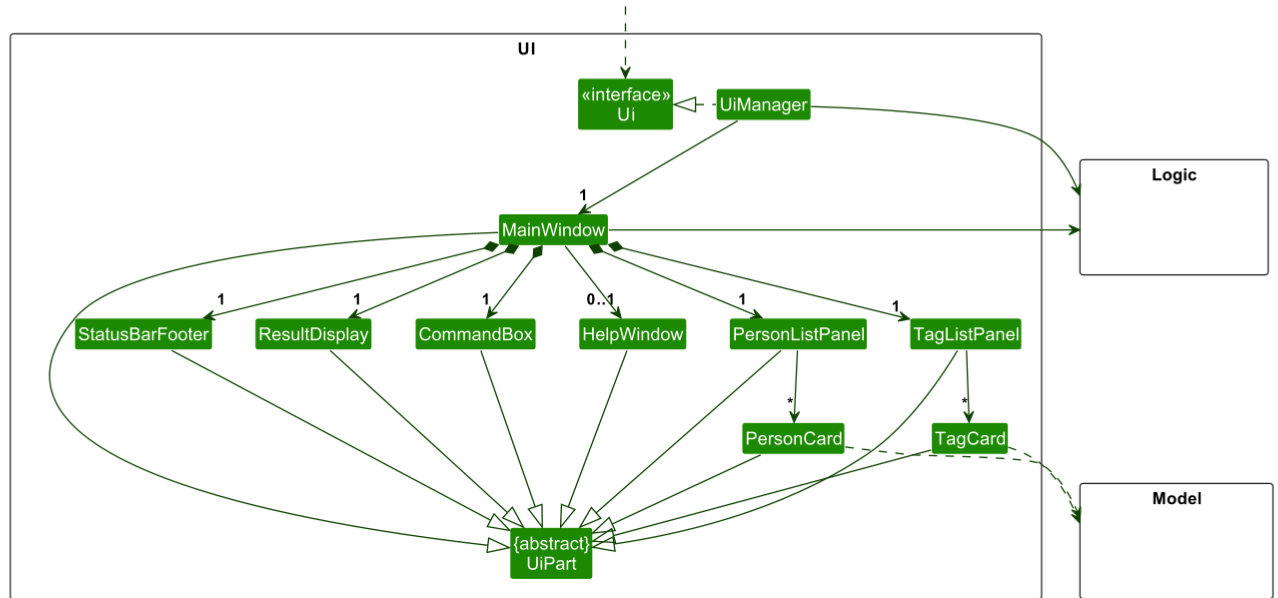 UI
«interface»
Ui
UiManager
Logic
1
MainWindow
1
1
1
0..1
1
1
StatusBarFooter
ResultDisplay
CommandBox
HelpWindow
PersonListPanel
TagListPanel
*
*
PersonCard
TagCard
Model
{abstract}
UiPart